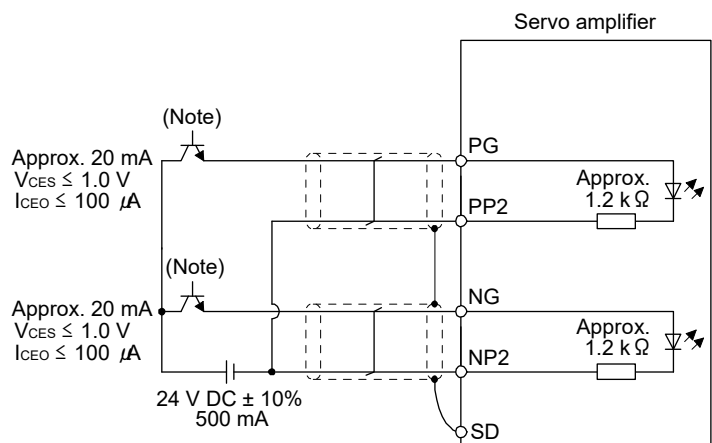 Servo amplifier
(Note)
PG
Approx. 20 mA
VCES ≤ 1.0 V
ICEO ≤ 100 μA
Approx.
1.2 k Ω
PP2
(Note)
NG
Approx. 20 mA
VCES ≤ 1.0 V
ICEO ≤ 100 μA
Approx.
1.2 k Ω
NP2
24 V DC ± 10%
500 mA
SD